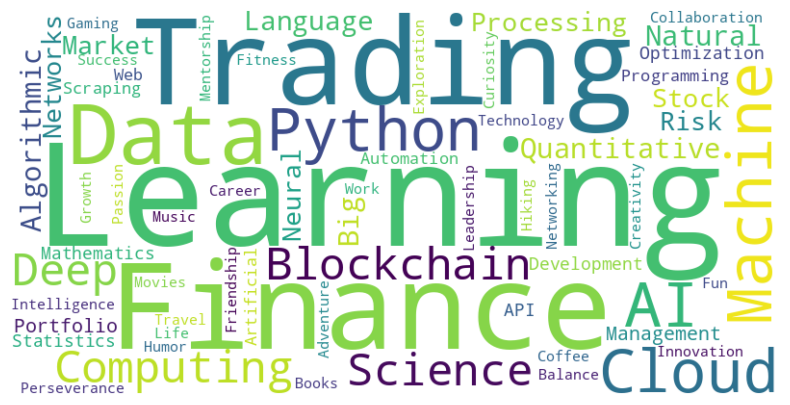 Gaming
Trading
Language
Processing
Collaboration
Market
Networks
Natural
Success
Mentorship
Fitness
Exploration
Curiosity
Optimization
Web
Scraping
Algorithmic
Programming
Machine
Data
Python
Technology
Stock
Risk
Automation
Quantitative
Learning
Growth
Passion
Career
Music
Neural
Work
Big
Leadership
Hiking
Networking
Creativity
Mathematics
Deep
Movies
Friendship
Artificial
Blockchain
Development
Finance
Adventure
AI
Fun
Intelligence
Portfolio
Travel
API
Statistics
Life
Humor
Management
Computing
Science
Coffee
Innovation
Balance
Cloud
Perseverance
Books